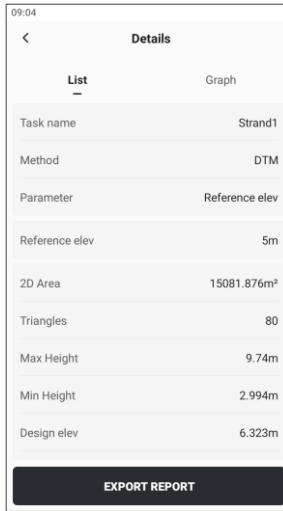 09:04
Details
List Graph
Task name Strand1
Method DTM
Parameter Reference elev
Reference elev 5m
2D Area 15081.876m²
Triangles 80
Max Height 9.74m
Min Height 2.994m
Design elev 6.323m
EXPORT REPORT